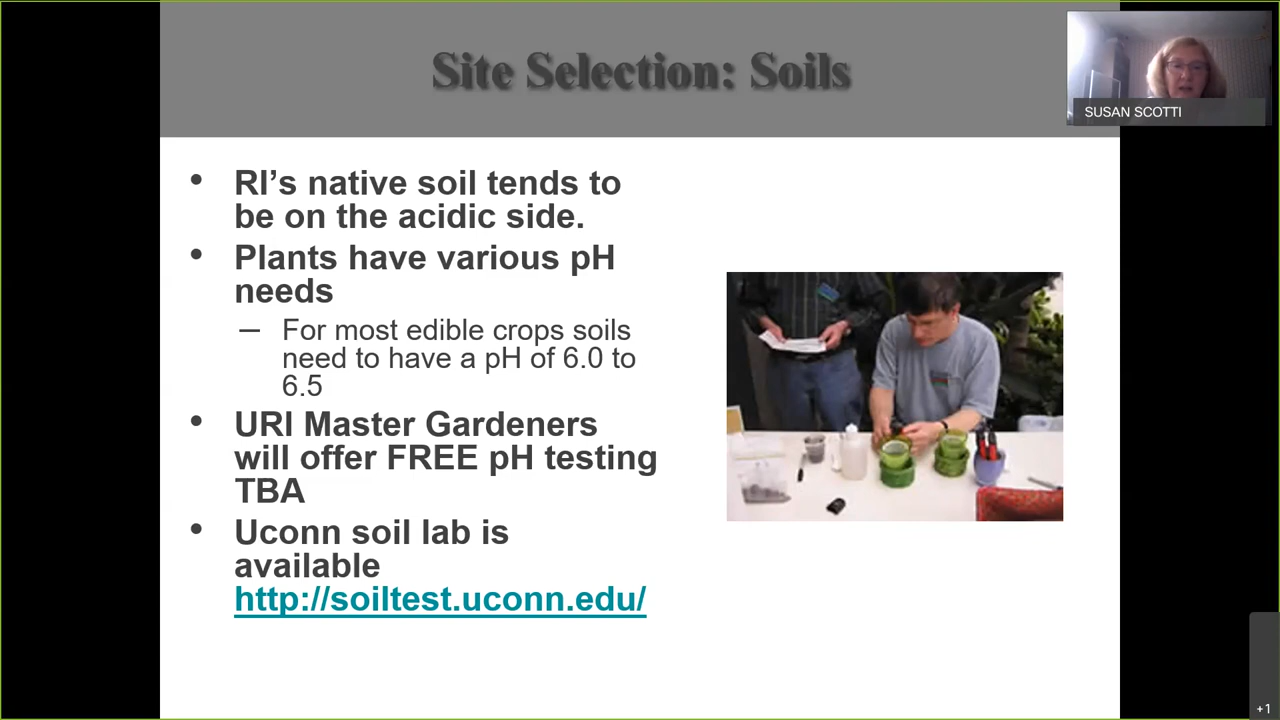 Site Selection: Soils
SUSAN SCOTTI
• RI’s native soil tends to
be on the acidic side.
• Plants have various pH
needs
– For most edible crops soils
need to have a pH of 6.0 to
6.5
• URI Master Gardeners
will offer FREE pH testing
TBA
• Uconn soil lab is
available
http://soiltest.uconn.edu/
+1